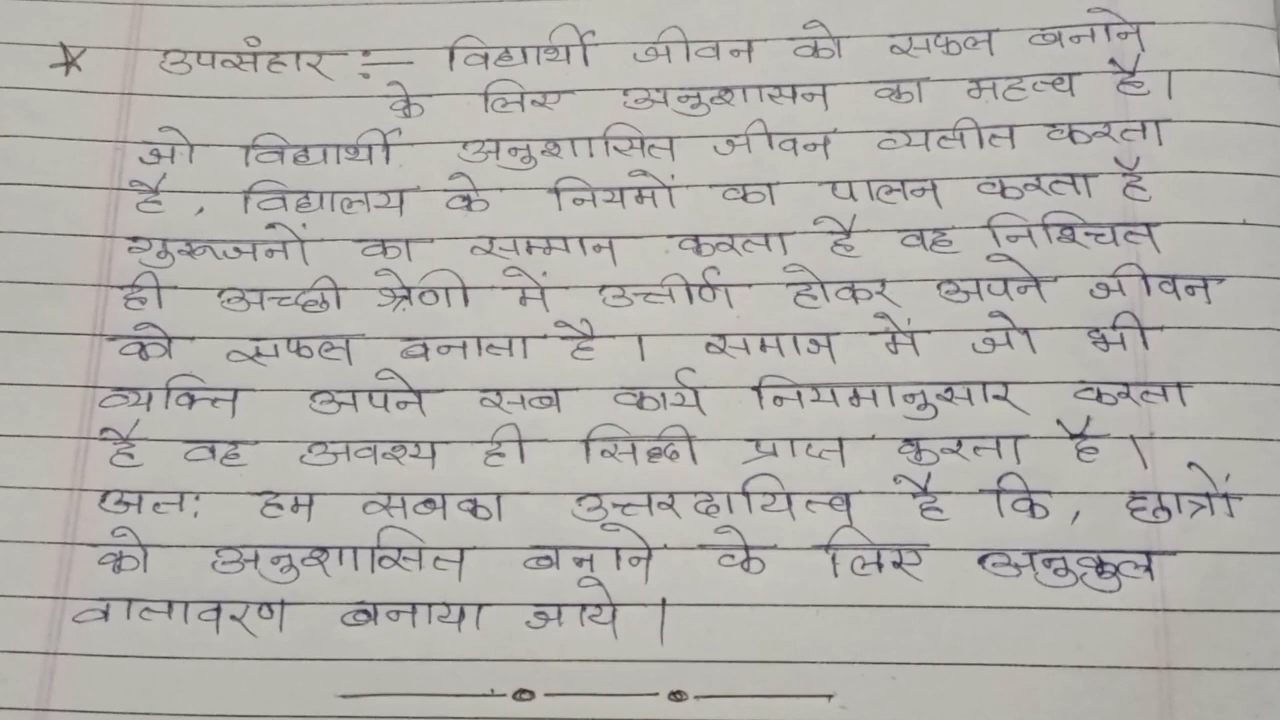 * उपसंहार :- विद्यार्थी जीवन को सफल बनाने
के लिए अनुशासन का महत्व है।
जो विद्यार्थी अनुशासित जीवन व्यतीत करता
है, विद्यालय के नियमों का पालन करता है
गुरूजनों का सम्मान करता है वह निश्चित
ही अच्छी श्रेणी में उत्तीर्ण होकर अपने जीवन
को सफल बनाता है। समाज में जो भी
व्यक्ति अपने सब कार्य नियमानुसार करता
है वह अवश्य ही सिद्धी प्राप्त करता है।
अतः हम सबका उत्तरदायित्व है कि, छात्रों
को अनुशासित बनाने के लिए अनुकुल
वातावरण बनाया जाये।